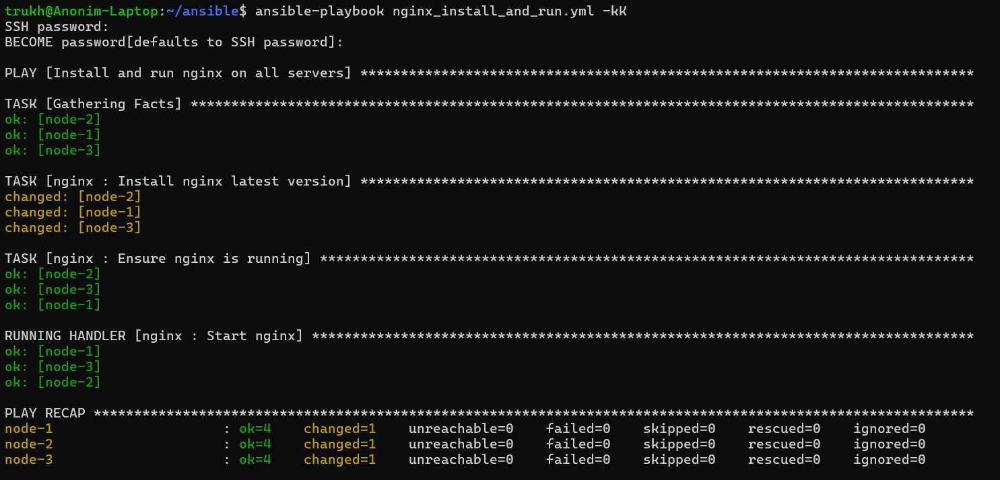 trukh@Anonim-Laptop:~/ansible$ ansible-playbook nginx_install_and_run.yml -kK
SSH password:
BECOME password[defaults to SSH password]:
PLAY [Install and run nginx on all servers] ****************************************************************************
TASK [Gathering Facts] *************************************************************************************************
ok: [node-2]
ok: [node-1]
ok: [node-3]
TASK [nginx : Install nginx latest version] ****************************************************************************
changed: [node-2]
changed: [node-1]
changed: [node-3]
TASK [nginx : Ensure nginx is running] *********************************************************************************
ok: [node-2]
ok: [node-3]
ok: [node-1]
RUNNING HANDLER [nginx : Start nginx] **********************************************************************************
ok: [node-1]
ok: [node-3]
ok: [node-2]
PLAY RECAP *************************************************************************************************************
node-1                     : ok=4    changed=1    unreachable=0    failed=0    skipped=0    rescued=0    ignored=0
node-2                     : ok=4    changed=1    unreachable=0    failed=0    skipped=0    rescued=0    ignored=0
node-3                     : ok=4    changed=1    unreachable=0    failed=0    skipped=0    rescued=0    ignored=0